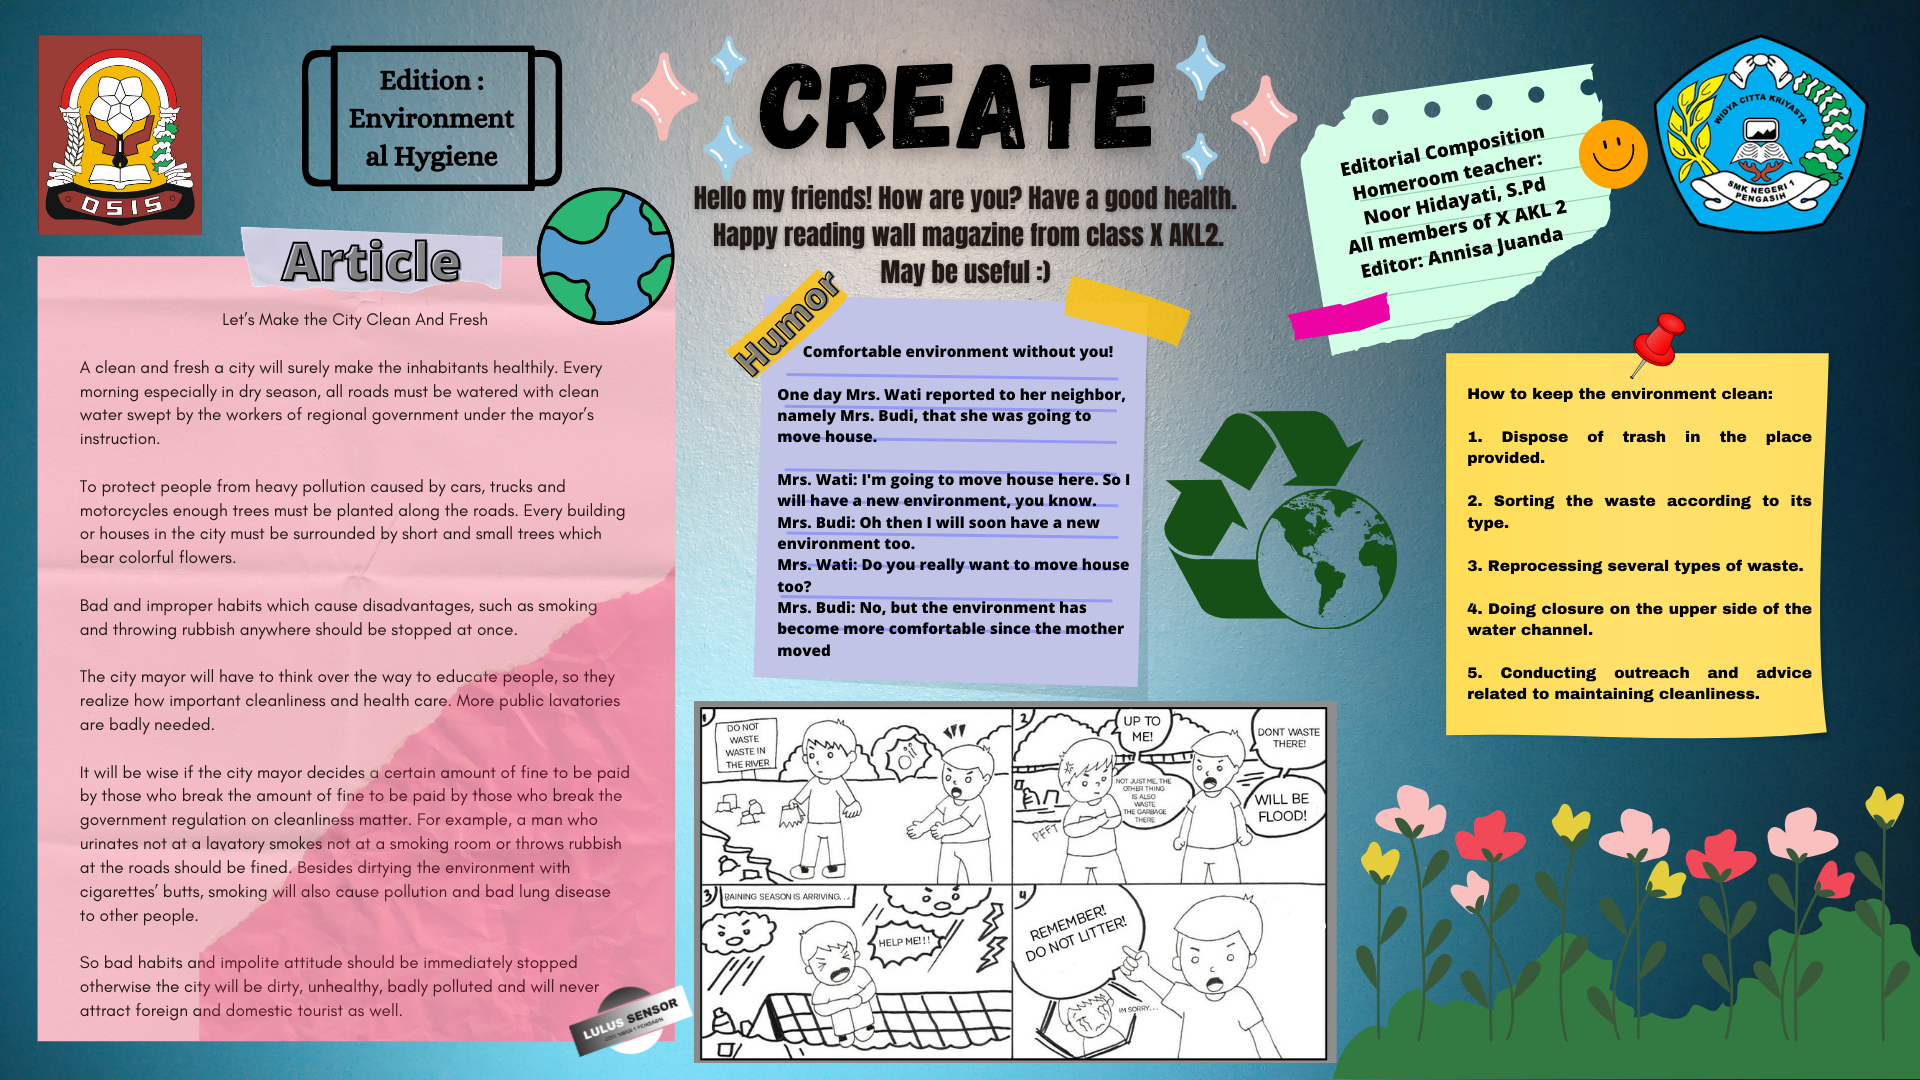 OSIS
Edition :
Environment
al Hygiene
CREATE
Hello my friends! How are you? Have a good health.
Happy reading wall magazine from class X AKL2.
May be useful :)
Editorial Composition
Homeroom teacher:
Noor Hidayati, S.Pd
All members of X AKL 2
Editor: Annisa Juanda
WIDYA CITTA KRIYASTA
SMK NEGERI 1
PENGASIH
Article
Let's Make the City Clean And Fresh
A clean and fresh a city will surely make the inhabitants healthily. Every
morning especially in dry season, all roads must be watered with clean
water swept by the workers of regional government under the mayor's
instruction.
To protect people from heavy pollution caused by cars, trucks and
motorcycles enough trees must be planted along the roads. Every building
or houses in the city must be surrounded by short and small trees which
bear colorful flowers.
Bad and improper habits which cause disadvantages, such as smoking
and throwing rubbish anywhere should be stopped at once.
The city mayor will have to think over the way to educate people, so they
realize how important cleanliness and health care. More public lavatories
are badly needed.
It will be wise if the city mayor decides a certain amount of fine to be paid
by those who break the amount of fine to be paid by those who break the
government regulation on cleanliness matter. For example, a man who
urinates not at a lavatory smokes not at a smoking room or throws rubbish
at the roads should be fined. Besides dirtying the environment with
cigarettes' butts, smoking will also cause pollution and bad lung disease
to other people.
So bad habits and impolite attitude should be immediately stopped
otherwise the city will be dirty, unhealthy, badly polluted and will never
attract foreign and domestic tourist as well.
LULUS SENSOR
Humor
Comfortable environment without you!
One day Mrs. Wati reported to her neighbor,
namely Mrs. Budi, that she was going to
move house.
Mrs. Wati: I'm going to move house here. So I
will have a new environment, you know.
Mrs. Budi: Oh then I will soon have a new
environment too.
Mrs. Wati: Do you really want to move house
too?
Mrs. Budi: No, but the environment has
become more comfortable since the mother
moved
How to keep the environment clean:
1. Dispose of trash in the place
provided.
2. Sorting the waste according to its
type.
3. Reprocessing several types of waste.
4. Doing closure on the upper side of the
water channel.
5. Conducting outreach and advice
related to maintaining cleanliness.
1
DO NOT
WASTE
WASTE IN
THE RIVER
Oii
2
UP TO
ME!
DONT WASTE
THERE!
NOT JUST ME, THE
OTHER THING
IS ALSO
WASTE
THE GARBAGE
THERE
WILL BE
FLOOD!
PFFT
3
RAINING SEASON IS ARRIVING...
HELP ME!!!
4
REMEMBER!
DO NOT LITTER!
IM SORRY...